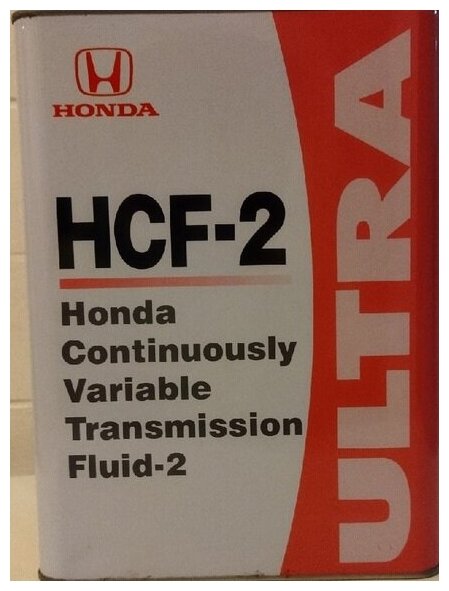 HONDA
HCF-2
Honda
Continuously
Variable
Transmission
Fluid-2
ULTRA